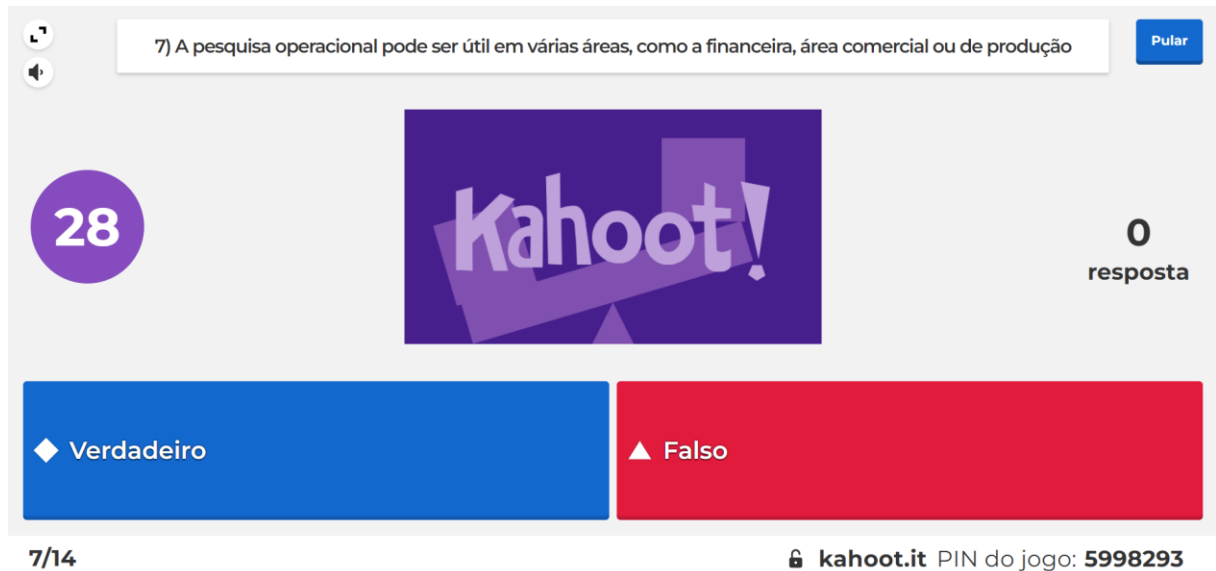 7) A pesquisa operacional pode ser útil em várias áreas, como a financeira, área comercial ou de produção
Pular
Kahoot!
28
0
resposta
Verdadeiro
Falso
7/14
kahoot.it PIN do jogo: 5998293